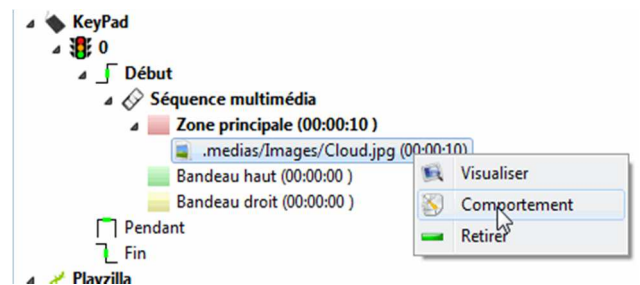 KeyPad
0
Début
Séquence multimédia
Zone principale (00:00:10 )
.medias/Images/Cloud.jpg (00:00:10)
Visualiser
Bandeau haut (00:00:00 )
Bandeau droit (00:00:00 )
Comportement
Pendant
Retirer
Fin
Playzilla